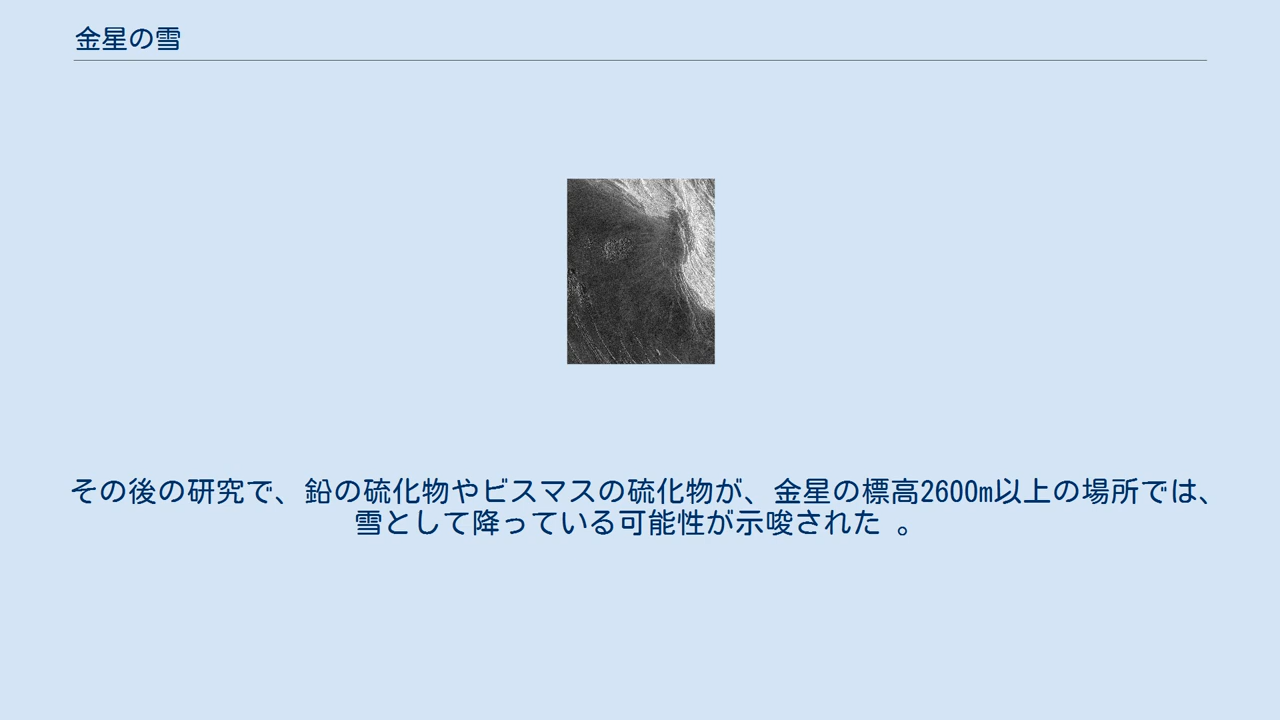 金星の雪
その後の研究で、鉛の硫化物やビスマスの硫化物が、金星の標高2600m以上の場所では、
雪として降っている可能性が示唆された 。